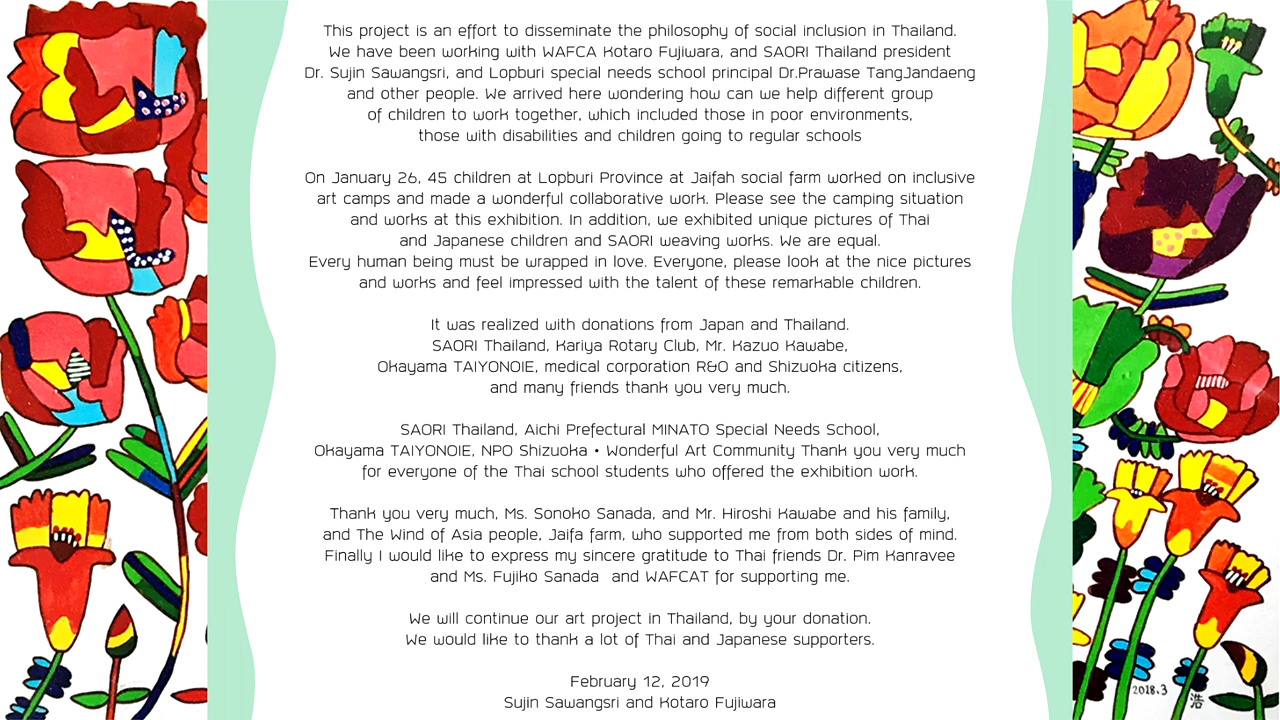 This project is an effort to disseminate the philosophy of social inclusion in Thailand.
We have been working with WAFCA Kotaro Fujiwara, and SAORI Thailand president
Dr. Sujin Sawangsri, and Lopburi special needs school principal Dr.Prawase TangJandaeng
and other people. We arrived here wondering how can we help different group
of children to work together, which included those in poor environments,
those with disabilities and children going to regular schools
On January 26, 45 children at Lopburi Province at Jaifah social farm worked on inclusive
art camps and made a wonderful collaborative work. Please see the camping situation
and works at this exhibition. In addition, we exhibited unque pictures of Thai
and Japanese children and SAORI weaving works. We are equal.
Every human being must be wrapped in love. Everyone, please look at the nice pictures
and works and feel impressed with the talent of these remarkable children.
It was realized with donations from Japan and Thailand.
SAORI Thailand, Kariya Rotary Club, Mr. Kazuo Kawabe,
Okayama TAIYONOIE, medical corporation R&O and Shizuoka citizens,
and many friends thank you very much.
SAORI Thailand, Aichi Prefectural MINATO Special Needs School,
Okayama TAIYONOIE, NPO Shizuoka • Wonderful Art Community Thank you very much
for everyone of the Thai school students who offered the exhibition work.
Thank you very much, Ms. Sonoko Sanada, and Mr. Hiroshi Kawabe and his family,
and The Wind of Asia people, Jaifa farm, who supported me from both sides of mind.
Finally I would like to express my sincere gratitude to Thai friends Dr. Pim Kanravee
and Ms. Fujiko Sanada and WAFCAT for supporting me.
We will continue our art project in Thailand, by your donation.
We would like to thank a lot of Thai and Japanese supporters.
February 12, 2019
Sujin Sawangsri and Kotaro Fujiwara
2018.3
浩